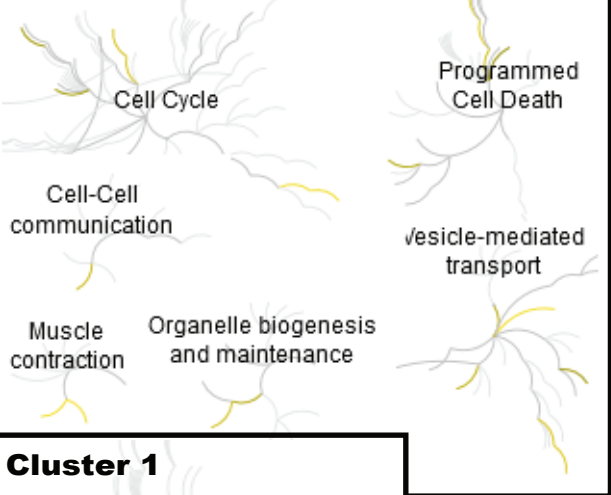 Cell Cycle
Programmed
Cell Death
Cell-Cell
communication
Vesicle-mediated
transport
Muscle
contraction
Organelle biogenesis
and maintenance
Cluster 1